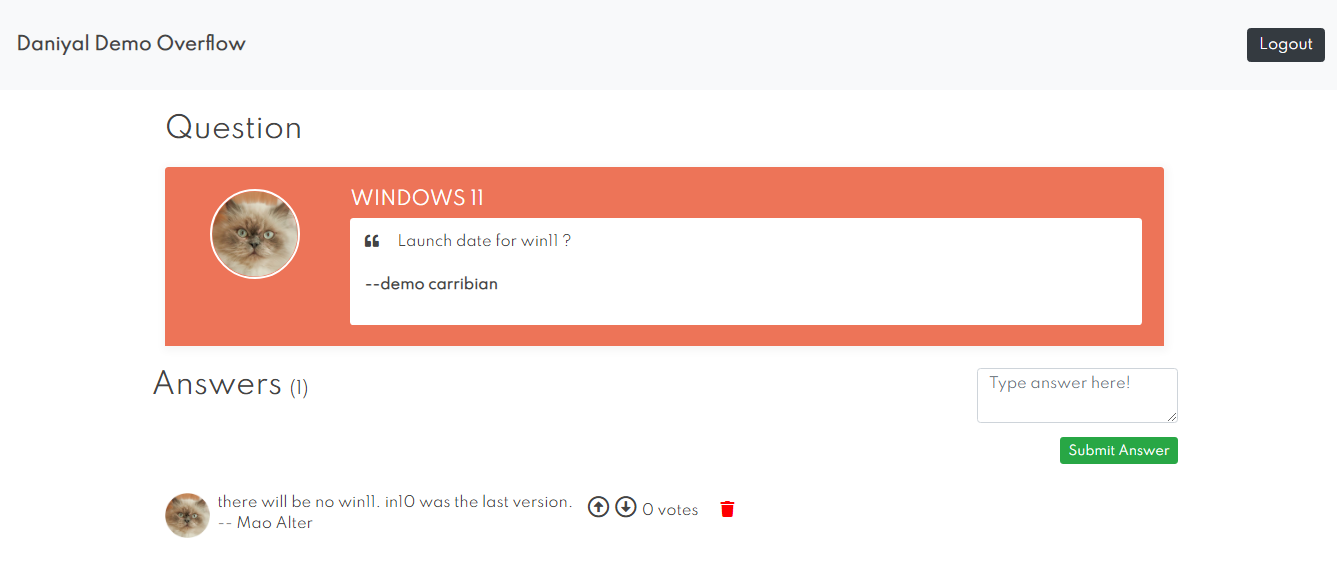 Daniyal Demo Overflow
Logout
Question
WINDOWS 11
❝ Launch date for win11 ?
--demo carribian
Answers (1)
Type answer here!
Submit Answer
there will be no win11. in10 was the last version.
0 votes
-- Mao Alter